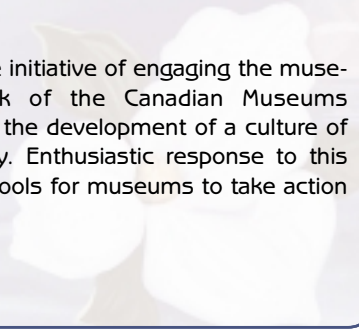 initiative of engaging the muse-
of the Canadian Museums
the development of a culture of
Enthusiastic response to this
ools for museums to take action